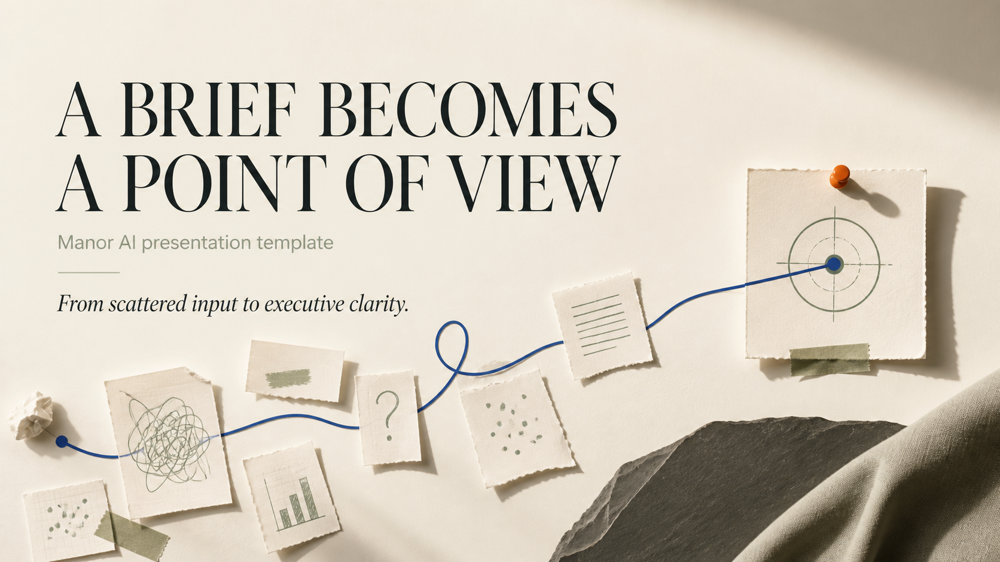 A BRIEF BECOMES
A POINT OF VIEW
Manor AI presentation template
From scattered input to executive clarity.
?